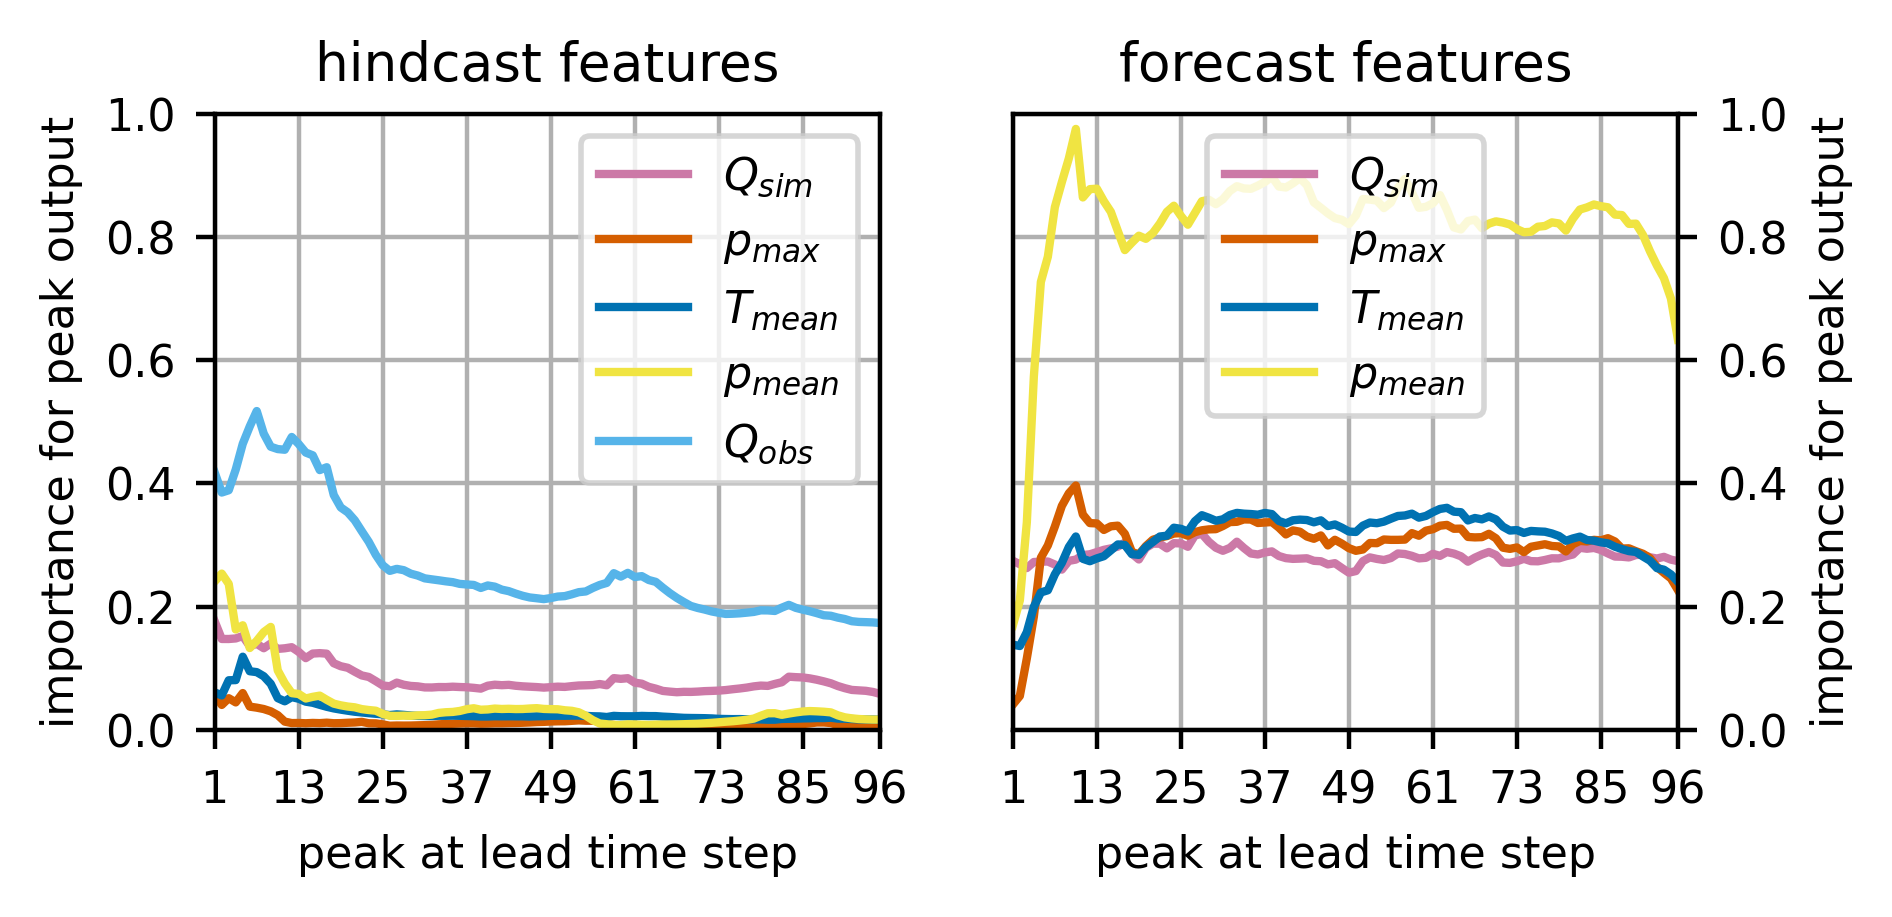 hindcast features
importance for peak output
1.0
0.8
0.6
0.4
0.2
0.0
Q_sim
p_max
T_mean
p_mean
Q_obs
1 13 25 37 49 61 73 85 96
peak at lead time step
forecast features
Q_sim
p_max
T_mean
p_mean
1.0
0.8
0.6
0.4
0.2
0.0
importance for peak output
1 13 25 37 49 61 73 85 96
peak at lead time step